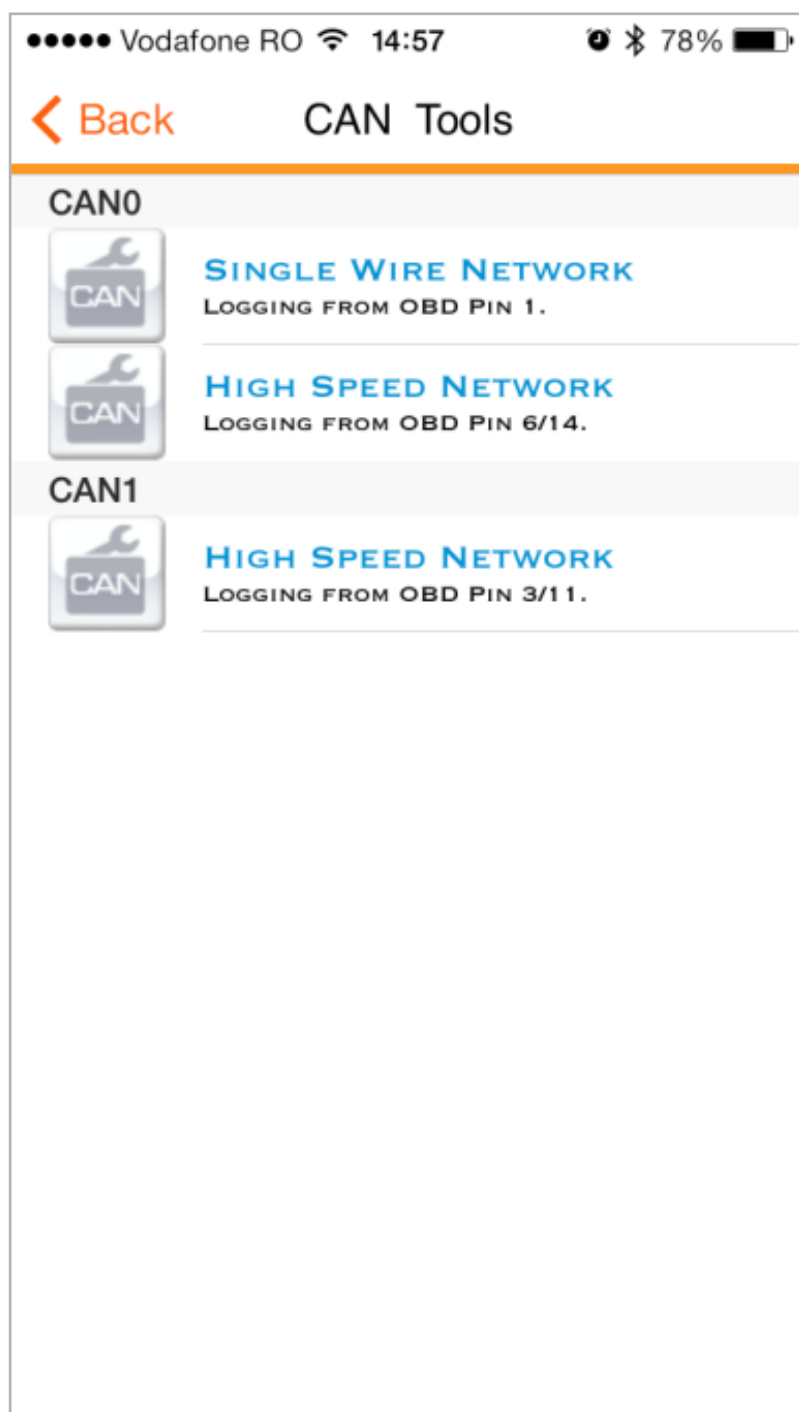 Vodafone RO 14:57 78%
Back CAN Tools
CAN0
CAN SINGLE WIRE NETWORK
LOGGING FROM OBD PIN 1.
CAN HIGH SPEED NETWORK
LOGGING FROM OBD PIN 6/14.
CAN1
CAN HIGH SPEED NETWORK
LOGGING FROM OBD PIN 3/11.